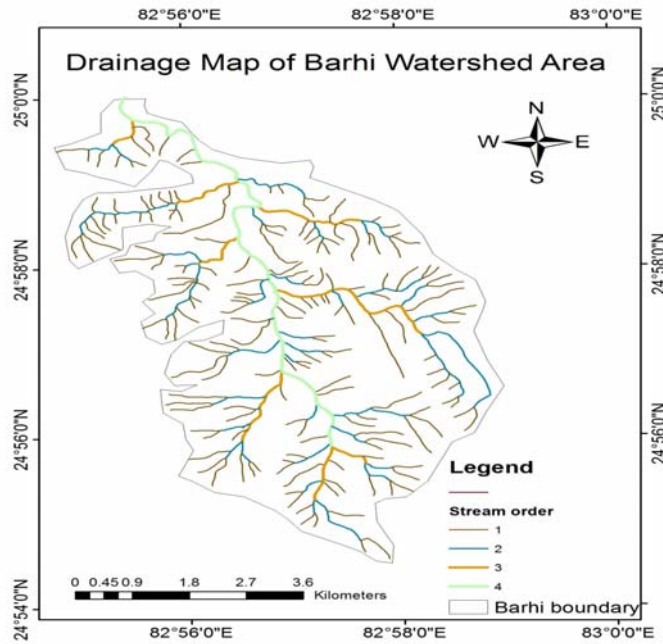 82°56'0"E 82°58'0"E 83°0'0"E
Drainage Map of Barhi Watershed Area
25°0'0"N 25°0'0"N
N
W E
S
24°58'0"N 24°58'0"N
24°56'0"N 24°56'0"N
Legend
Stream order
1
2
3
4
Barhi boundary
0 0.45 0.9 1.8 2.7 3.6
Kilometers
24°54'0"N
82°56'0"E 82°58'0"E 83°0'0"E